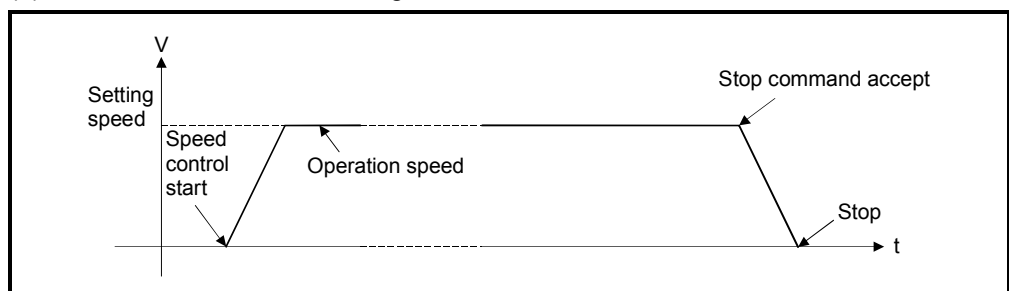 V
Setting
speed
Speed
control
start
Operation speed
Stop command accept
Stop
t